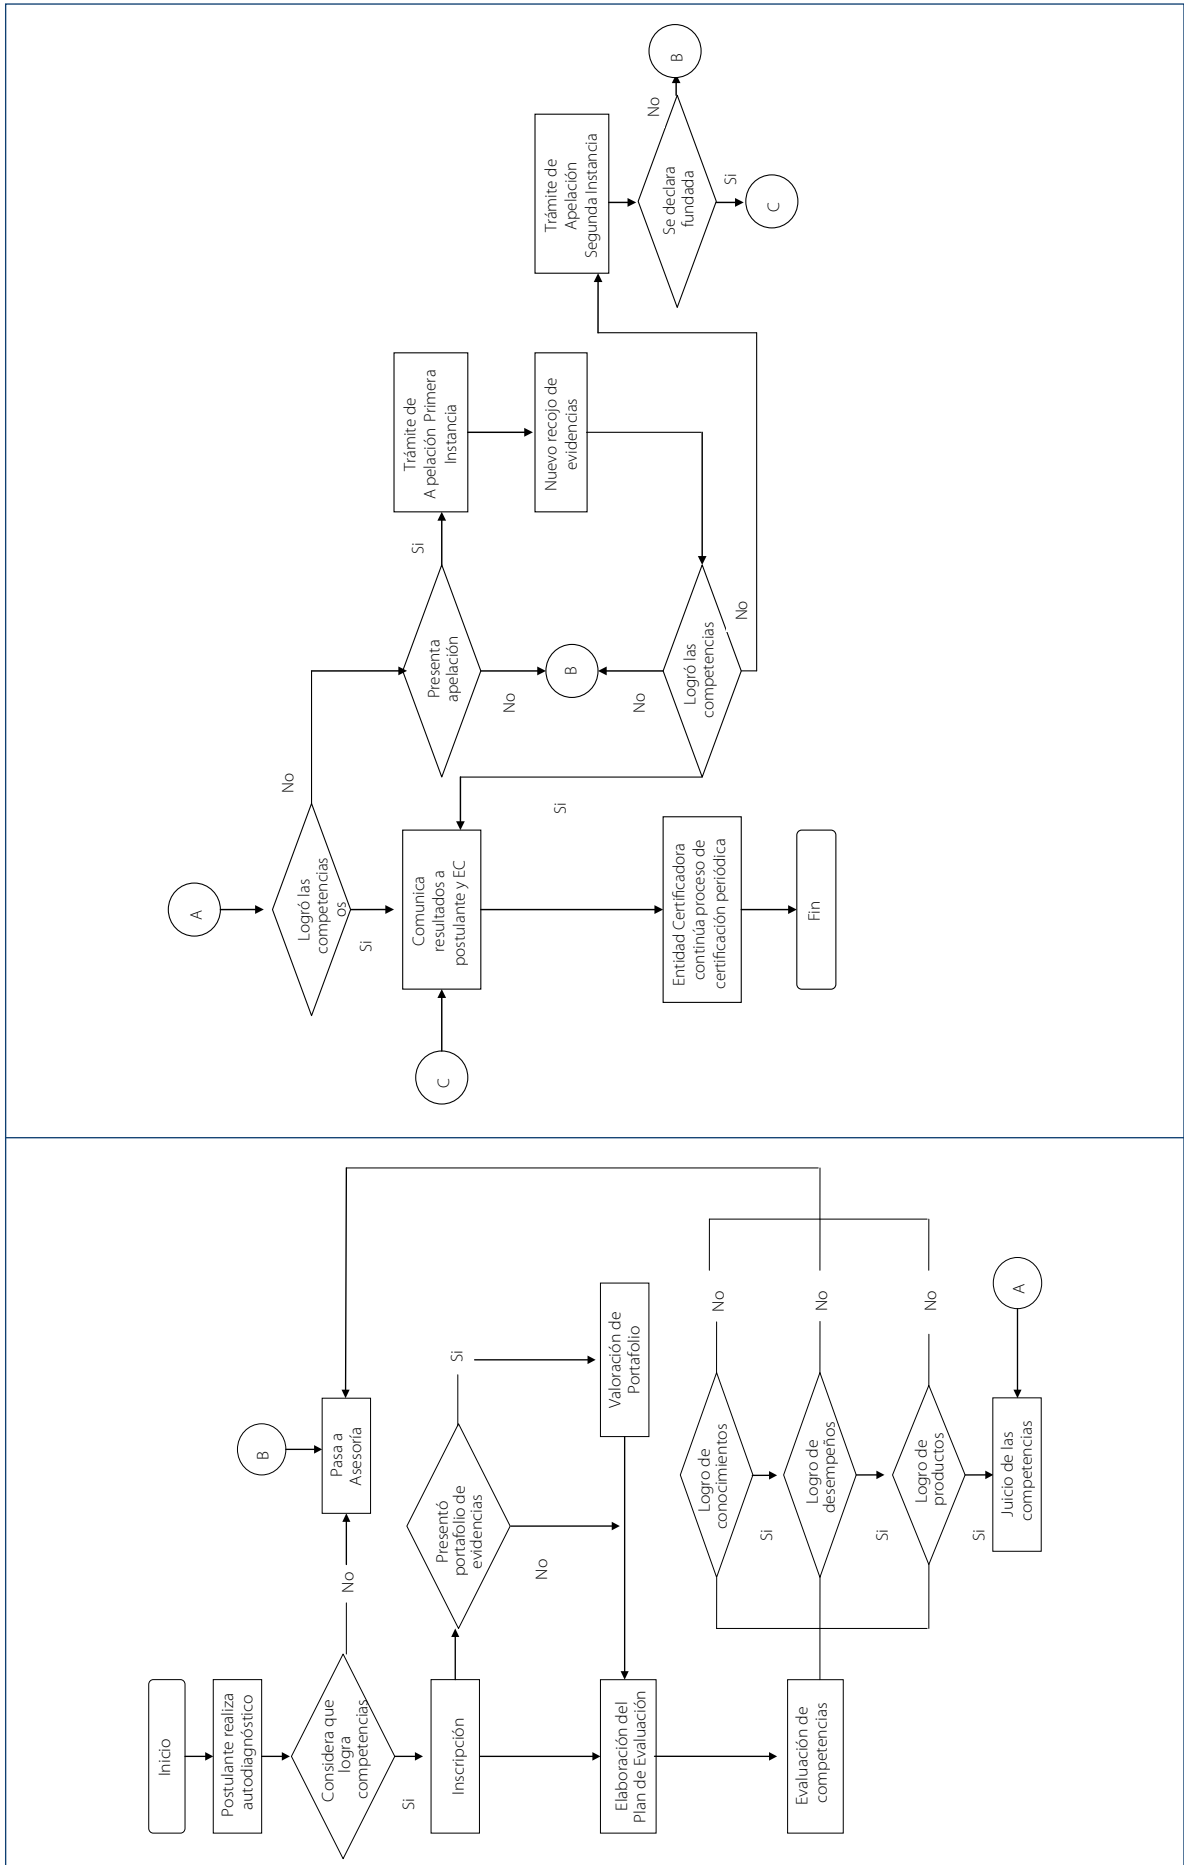 Inicio
Postulante realiza
autodiagnóstico
Considera que
logra
competencias
No
Si
B
Pasa a
Asesoría
Inscripción
Presentó
portafolio de
evidencias
Si
No
Valoración de
Portafolio
Elaboración del
Plan de Evaluación
Evaluación de
competencias
Logro de
conocimientos
No
Si
Logro de
desempeños
No
Si
Logro de
productos
No
Si
Juicio de las
competencias
A
A
Logró las
competencias
os
No
Si
C
Comunica
resultados a
postulante y EC
Presenta
apelación
Si
No
Trámite de
A pelación Primera
Instancia
Nuevo recojo de
evidencias
B
No
Logró las
competencias
Si
No
Entidad Certificadora
continúa proceso de
certificación periódica
Fin
Trámite de
Apelación
Segunda Instancia
Se declara
fundada
No
B
Si
C